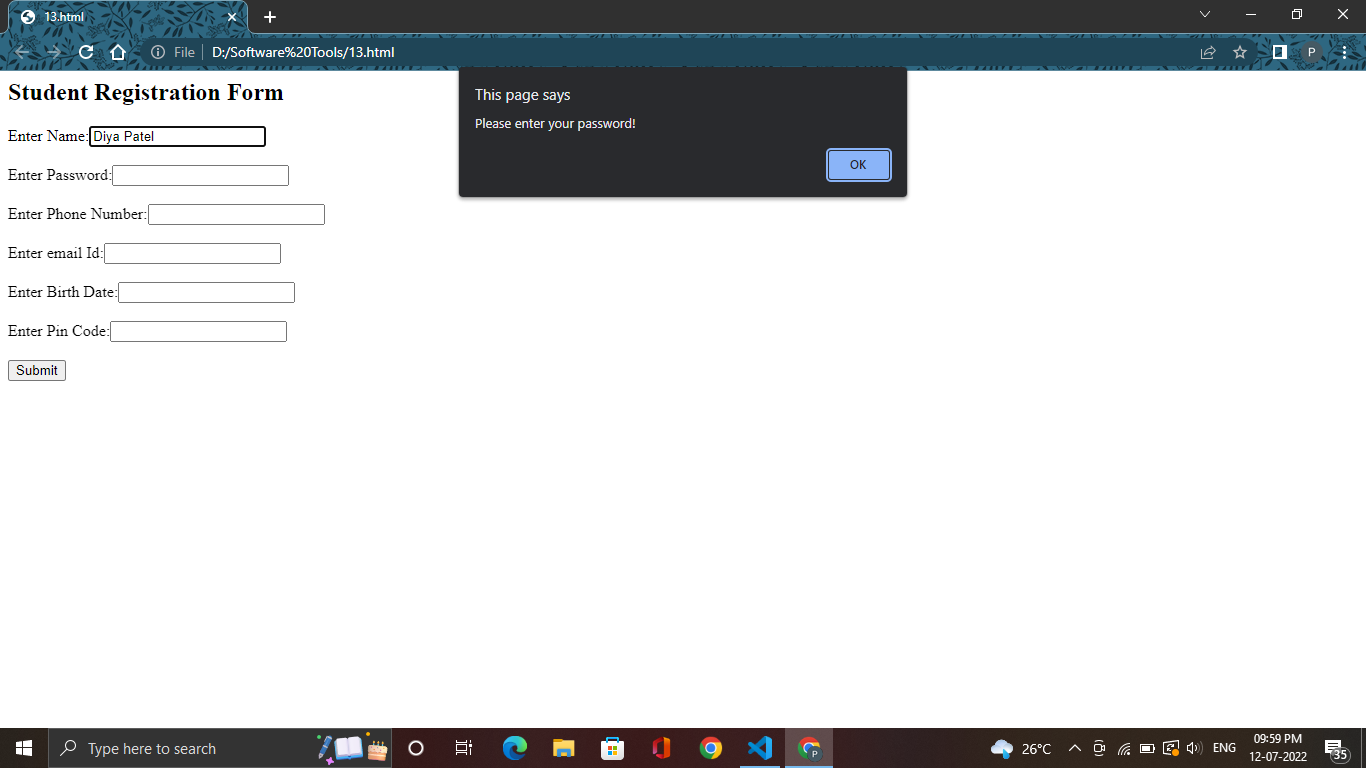 13.html
File D:/Software%20Tools/13.html
P
This page says
Please enter your password!
OK
Student Registration Form
Enter Name: Diya Patel
Enter Password:
Enter Phone Number:
Enter email Id:
Enter Birth Date:
Enter Pin Code:
Submit
Type here to search
P
26°C
ENG
09:59 PM
12-07-2022
35